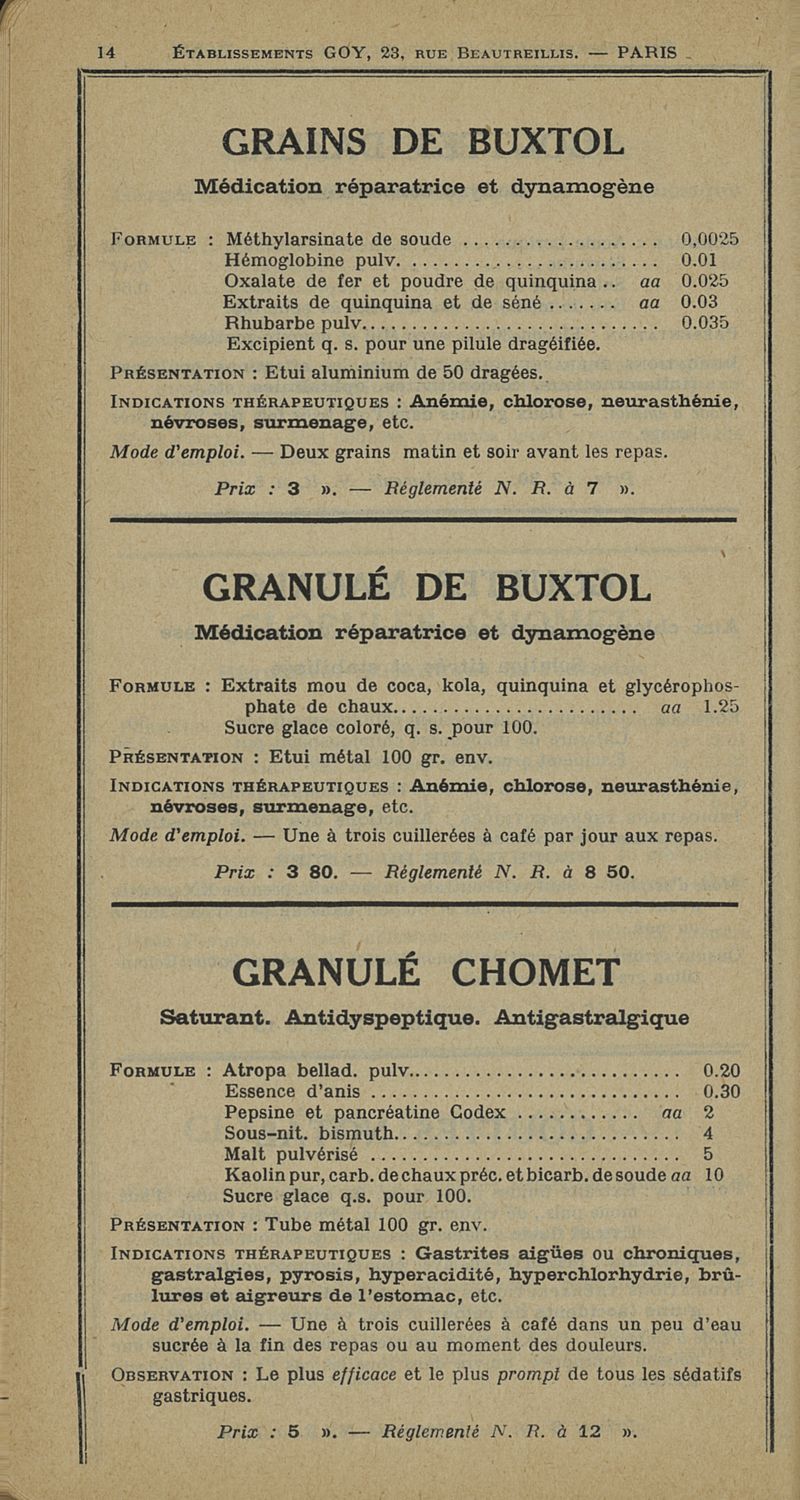 14 ÉTABLISSEMENTS GOY, 23, RUE BEAUTREILLIS. — PARIS
GRAINS DE BUXTOL
Médication réparatrice et dynamogène
FORMULE : Méthylarsinate de soude ................... 0,0025
Hémoglobine pulv. ........................ 0.01
Oxalate de fer et poudre de quinquina.. aa 0.025
Extraits de quinquina et de séné ....... aa 0.03
Rhubarbe pulv............................. 0.035
Excipient q. s. pour une pilule dragéifiée.
PRÉSENTATION : Etui aluminium de 50 dragées.
INDICATIONS THÉRAPEUTIQUES : Anémie, chlorose, neurasthénie,
névroses, surmenage, etc.
Mode d'emploi. — Deux grains matin et soir avant les repas.
Prix : 3 ». — Réglementé N. R. à 7 ».
GRANULÉ DE BUXTOL
Médication réparatrice et dynamogène
FORMULE : Extraits mou de coca, kola, quinquina et glycérophos-
phate de chaux........................ aa 1.25
Sucre glace coloré, q. s. pour 100.
PRÉSENTATION : Etui métal 100 gr. env.
INDICATIONS THÉRAPEUTIQUES : Anémie, chlorose, neurasthénie,
névroses, surmenage, etc.
Mode d'emploi. — Une à trois cuillerées à café par jour aux repas.
Prix : 3 80. — Réglementé N. R. à 8 50.
GRANULÉ CHOMET
Saturant. Antidyspeptique. Antigastralgique
FORMULE : Atropa bellad. pulv........................... 0.20
Essence d'anis .............................. 0.30
Pepsine et pancréatine Codex ............ aa 2
Sous-nit. bismuth............................ 4
Malt pulvérisé .............................. 5
Kaolin pur, carb. de chaux préc. et bicarb. de soude aa 10
Sucre glace q.s. pour 100.
PRÉSENTATION : Tube métal 100 gr. env.
INDICATIONS THÉRAPEUTIQUES : Gastrites aigües ou chroniques,
gastralgies, pyrosis, hyperacidité, hyperchlorhydrie, brû-
lures et aigreurs de l'estomac, etc.
Mode d'emploi. — Une à trois cuillerées à café dans un peu d'eau
sucrée à la fin des repas ou au moment des douleurs.
OBSERVATION : Le plus efficace et le plus prompt de tous les sédatifs
gastriques.
Prix : 5 ». — Réglementé N. R. à 12 ».